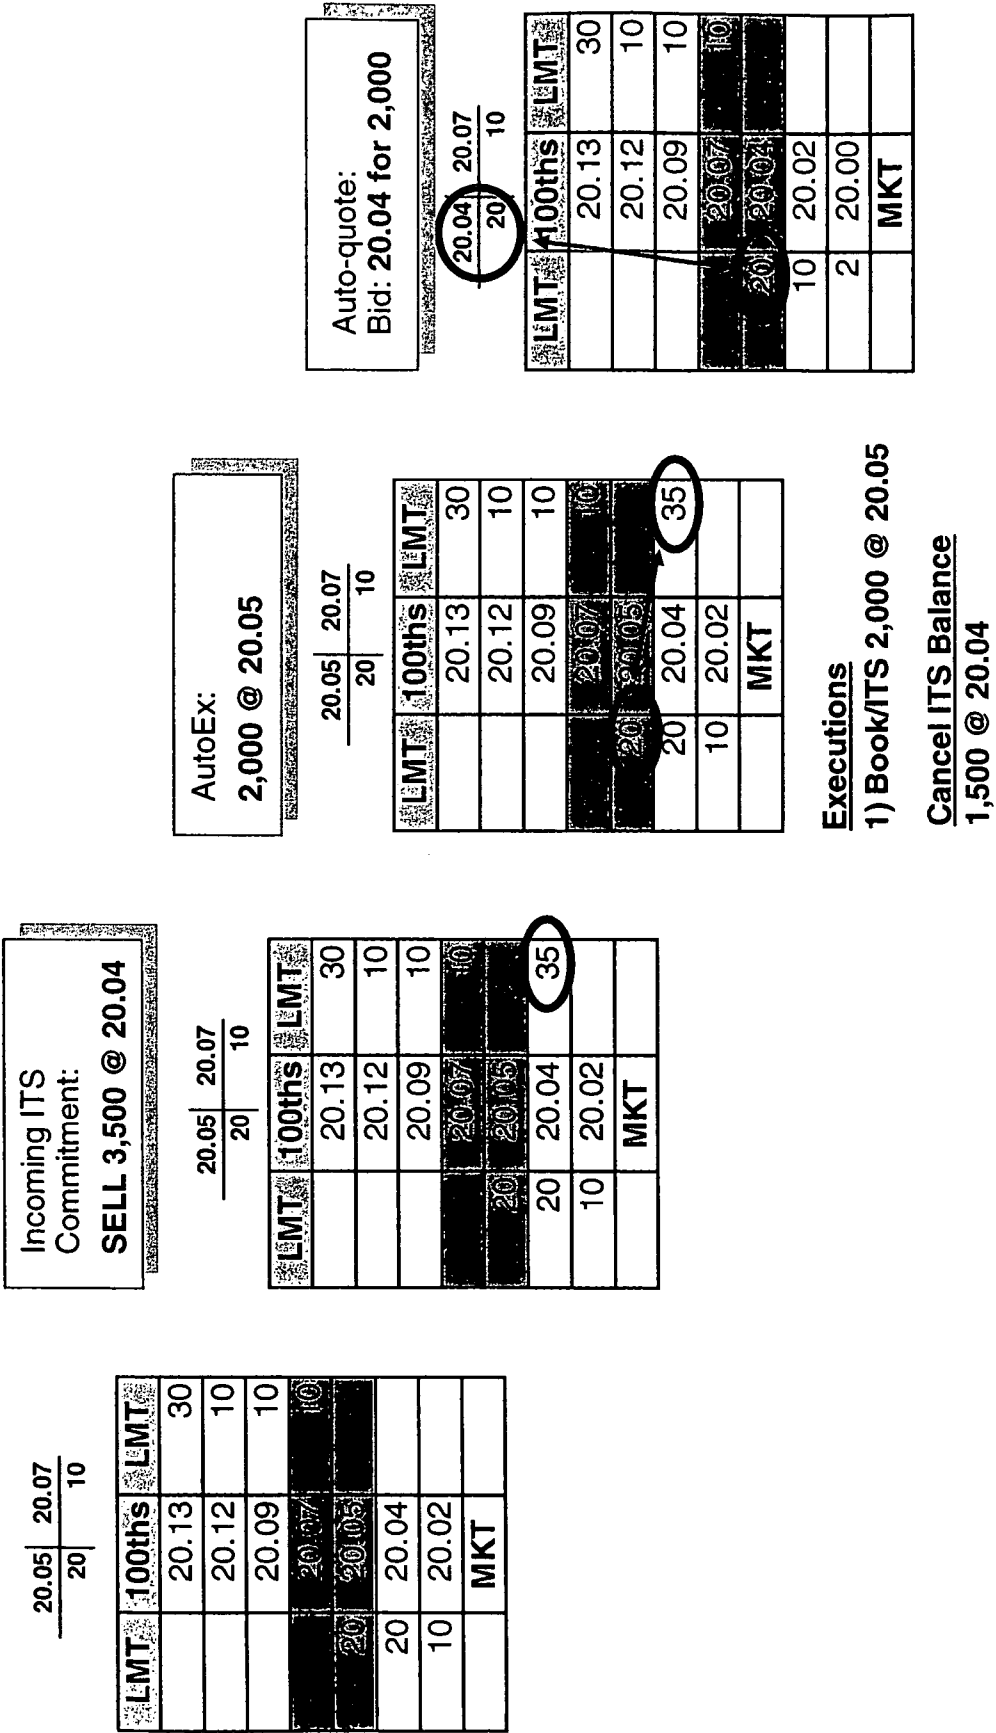 20.05 20.07
20 10
LMT 100ths LMT
20.13 30
20.12 10
20.09 10
20.07 10
20 20.05
20 20.04
10 20.02
MKT
Incoming ITS
Commitment:
SELL 3,500 @ 20.04
20.05 20.07
20 10
LMT 100ths LMT
20.13 30
20.12 10
20.09 10
20.07 10
20 20.05
20 20.04 35
10 20.02
MKT
AutoEx:
2,000 @ 20.05
20.05 20.07
20 10
LMT 100ths LMT
20.13 30
20.12 10
20.09 10
20.07 10
20 20.05
20 20.04 35
10 20.02
MKT
Executions
1) Book/ITS 2,000 @ 20.05
Cancel ITS Balance
1,500 @ 20.04
Auto-quote:
Bid: 20.04 for 2,000
20.04 20.07
20 10
LMT 100ths LMT
20.13 30
20.12 10
20.09 10
20.07 10
20 20.04
10 20.02
2 20.00
MKT